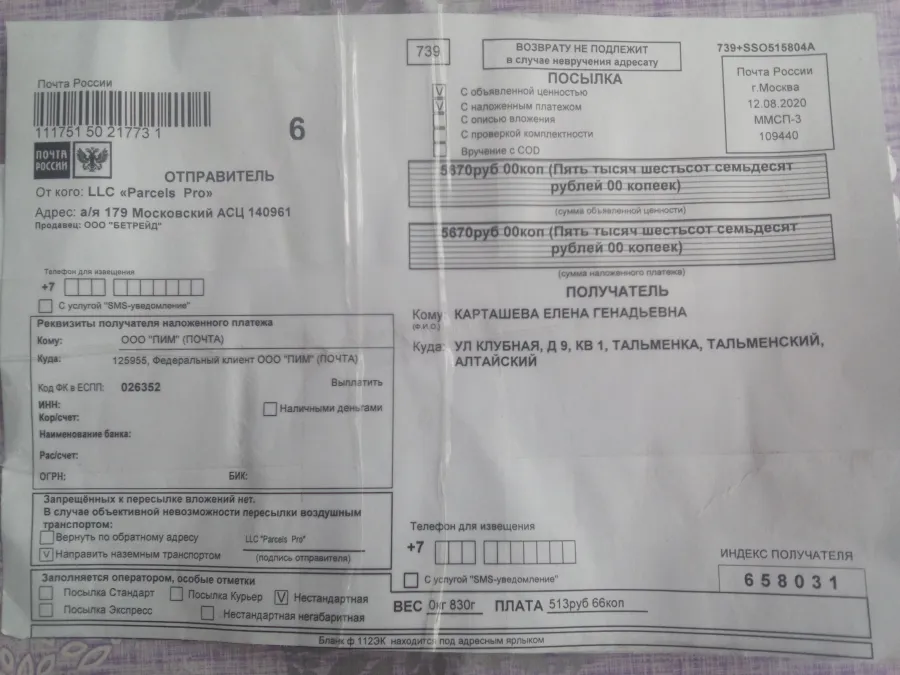 739
ВОЗВРАТУ НЕ ПОДЛЕЖИТ
в случае невручения адресату
739+SSO515804A
Почта России
г.Москва
12.08.2020
ММСП-3
109440
ПОСЫЛКА
V С объявленной ценностью
V С наложенным платежом
С описью вложения
С проверкой комплектности
Вручение с COD
Почта России
111751 50 21773 1
6
ПОЧТА
РОССИИ
ОТПРАВИТЕЛЬ
От кого: LLC «Parcels Pro»
Адрес: а/я 179 Московский АСЦ 140961
Продавец: ООО "БЕТРЕЙД"
5670руб 00коп (Пять тысяч шестьсот семьдесят
рублей 00 копеек)
(сумма объявленной ценности)
5670руб 00коп (Пять тысяч шестьсот семьдесят
рублей 00 копеек)
(сумма наложенного платежа)
Телефон для извещения
+7
С услугой "SMS-уведомление"
ПОЛУЧАТЕЛЬ
Кому: КАРТАШЕВА ЕЛЕНА ГЕНАДЬЕВНА
(Ф.И.О.)
Куда: УЛ КЛУБНАЯ, Д 9, КВ 1, ТАЛЬМЕНКА, ТАЛЬМЕНСКИЙ,
АЛТАЙСКИЙ
Реквизиты получателя наложенного платежа
Кому: ООО "ПИМ" (ПОЧТА)
Куда: 125955, Федеральный клиент ООО "ПИМ" (ПОЧТА)
Код ФК в ЕСПП: 026352
Выплатить
ИНН:
Наличными деньгами
Кор/счет:
Наименование банка:
Рас/счет:
ОГРН: БИК:
Запрещённых к пересылке вложений нет.
В случае объективной невозможности пересылки воздушным
транспортом:
Вернуть по обратному адресу
LLC "Parcels Pro"
V Направить наземным транспортом
(подпись отправителя)
Заполняется оператором, особые отметки
Посылка Стандарт Посылка Курьер V Нестандартная
Посылка Экспресс Нестандартная негабаритная
Телефон для извещения
+7
С услугой "SMS-уведомление"
ИНДЕКС ПОЛУЧАТЕЛЯ
658031
ВЕС 0кг 830г ПЛАТА 513руб 66коп
Бланк ф.112ЭК находится под адресным ярлыком